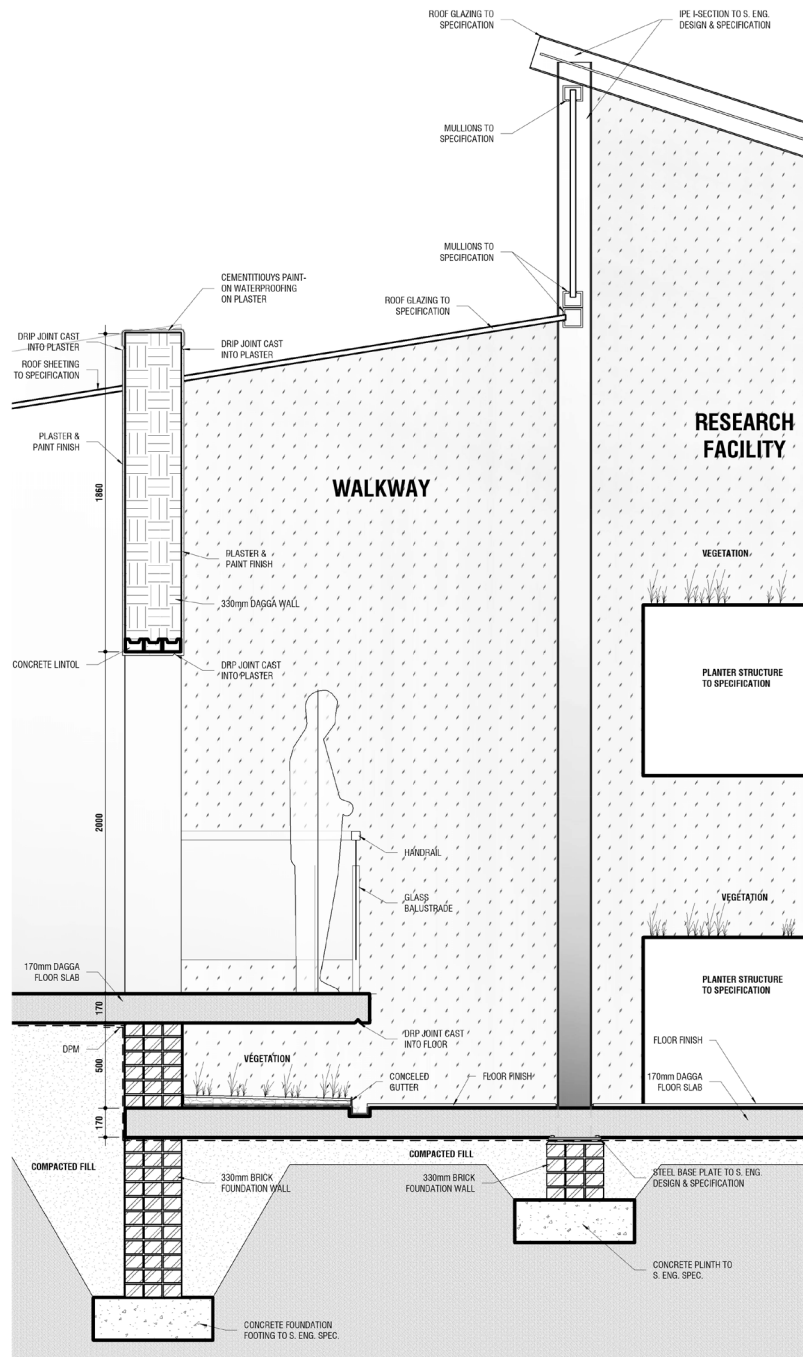 ROOF GLAZING TO
SPECIFICATION
IPE I-SECTION TO S. ENG.
DESIGN & SPECIFICATION
MULLIONS TO
SPECIFICATION
MULLIONS TO
SPECIFICATION
CEMENTITIOUYS PAINT-
ON WATERPROOFING
ON PLASTER
ROOF GLAZING TO
SPECIFICATION
DRIP JOINT CAST
INTO PLASTER
DRIP JOINT CAST
INTO PLASTER
ROOF SHEETING
TO SPECIFICATION
RESEARCH
FACILITY
PLASTER &
PAINT FINISH
WALKWAY
1860
PLASTER &
PAINT FINISH
VEGETATION
330mm DAGGA WALL
CONCRETE LINTOL
DRIP JOINT CAST
INTO PLASTER
PLANTER STRUCTURE
TO SPECIFICATION
2000
HANDRAIL
GLASS
BALUSTRADE
VEGETATION
170mm DAGGA
FLOOR SLAB
PLANTER STRUCTURE
TO SPECIFICATION
170
DRIP JOINT CAST
INTO FLOOR
FLOOR FINISH
DPM
500
VEGETATION
CONCELED
GUTTER
FLOOR FINISH
170mm DAGGA
FLOOR SLAB
170
COMPACTED FILL
COMPACTED FILL
330mm BRICK
FOUNDATION WALL
330mm BRICK
FOUNDATION WALL
STEEL BASE PLATE TO S. ENG.
DESIGN & SPECIFICATION
CONCRETE PLINTH TO
S. ENG. SPEC.
CONCRETE FOUNDATION
FOOTING TO S. ENG. SPEC.